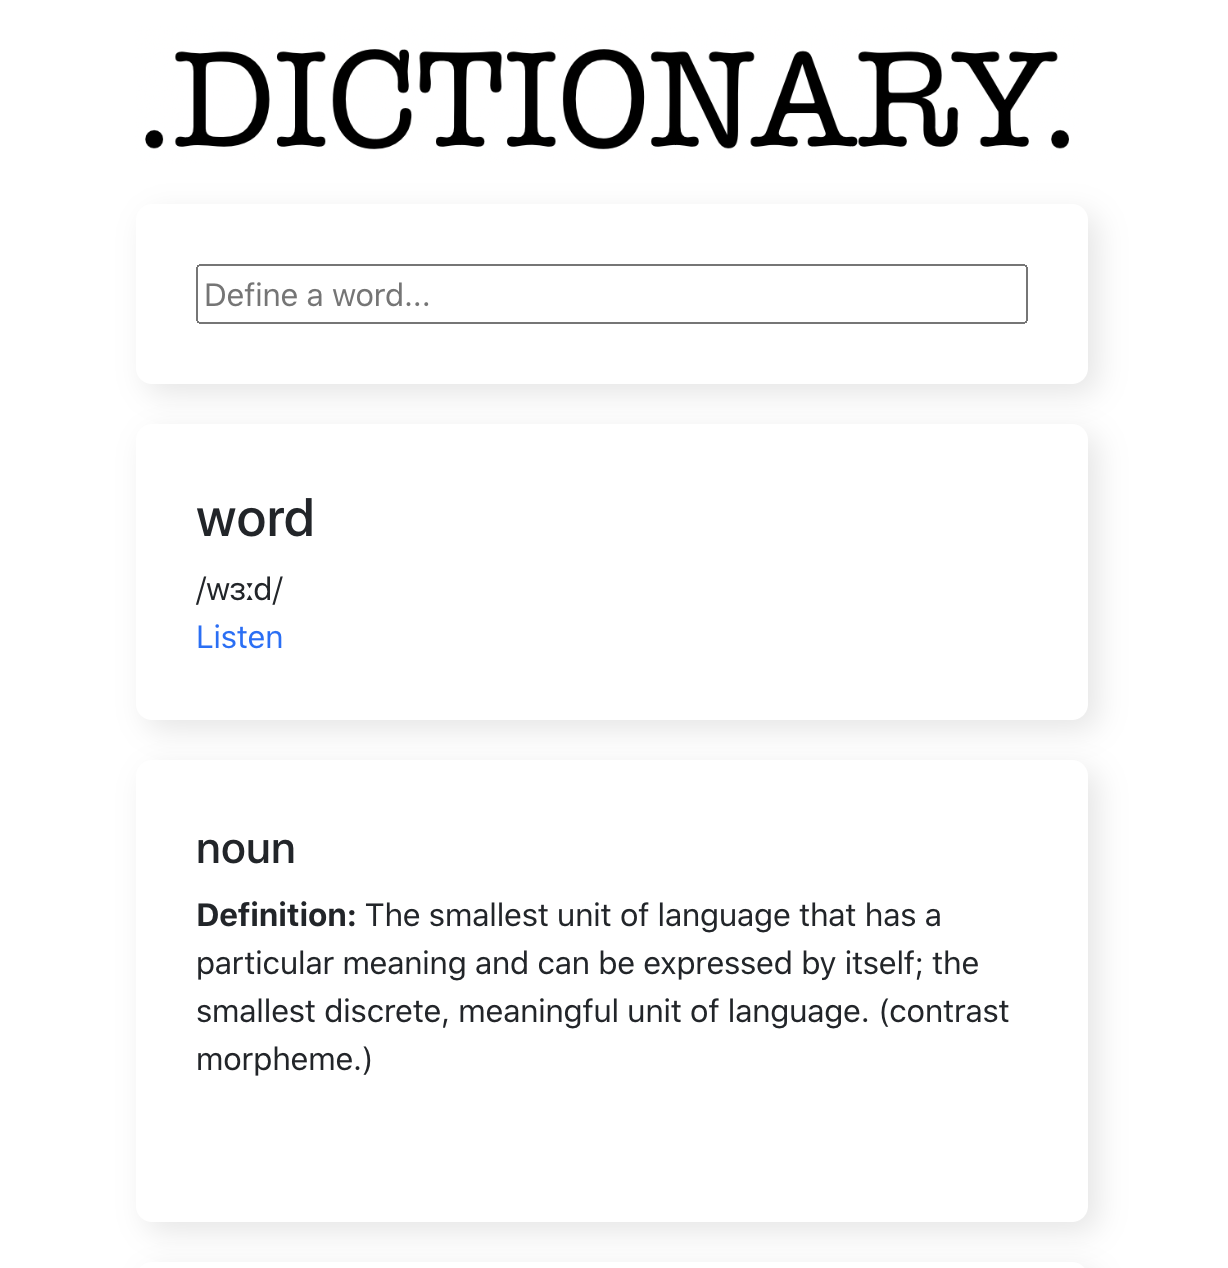 .DICTIONARY.
Define a word...
word
/wɜːd/
Listen
noun
Definition: The smallest unit of language that has a
particular meaning and can be expressed by itself; the
smallest discrete, meaningful unit of language. (contrast
morpheme.)